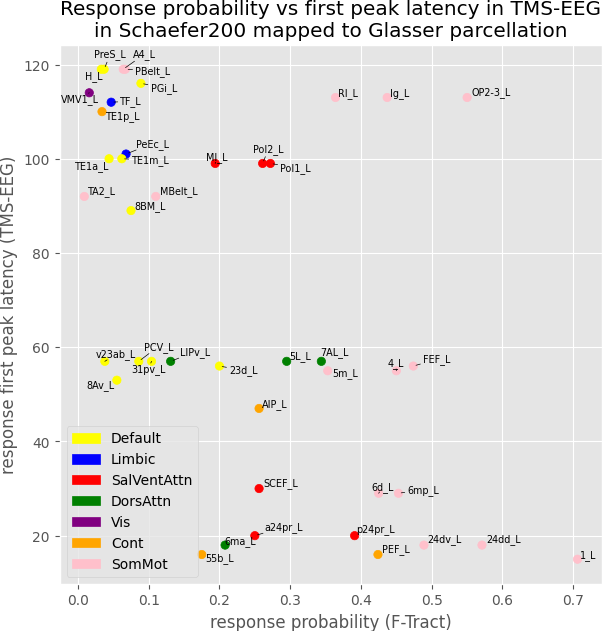 Response probability vs first peak latency in TMS-EEG
in Schaefer200 mapped to Glasser parcellation
response first peak latency (TMS-EEG)
120
100
80
60
40
20
PreS_L
A4_L
H_L
PBelt_L
PGi_L
VMV1_L
TF_L
TE1p_L
RI_L
Ig_L
OP2-3_L
PeEc_L
TE1m_L
TE1a_L
MI_L
PoI2_L
PoI1_L
TA2_L
MBelt_L
8BM_L
v23ab_L
PCV_L
LIPv_L
31pv_L
8Av_L
23d_L
5L_L
7AL_L
5m_L
4_L
FEF_L
AIP_L
SCEF_L
6d_L
6mp_L
a24pr_L
p24pr_L
6ma_L
55b_L
PEF_L
24dv_L
24dd_L
1_L
Default
Limbic
SalVentAttn
DorsAttn
Vis
Cont
SomMot
0.0 0.1 0.2 0.3 0.4 0.5 0.6 0.7
response probability (F-Tract)